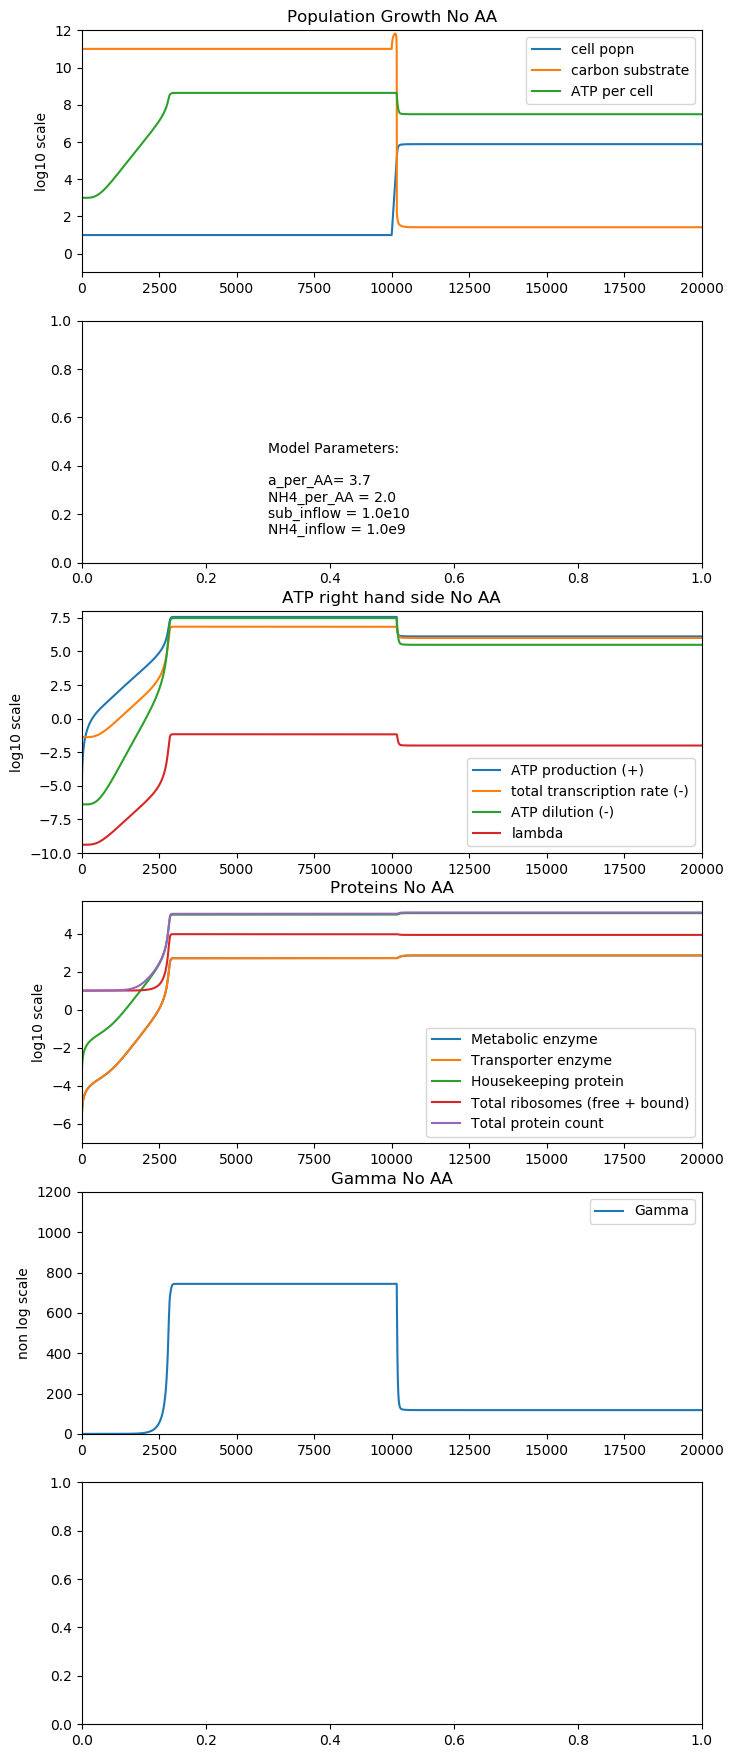 Population Growth No AA
12
10
8
6
4
2
0
log10 scale
cell popn
carbon substrate
ATP per cell
0 2500 5000 7500 10000 12500 15000 17500 20000
1.0
0.8
0.6
0.4
0.2
0.0
Model Parameters:
a_per_AA= 3.7
NH4_per_AA = 2.0
sub_inflow = 1.0e10
NH4_inflow = 1.0e9
0.0 0.2 0.4 0.6 0.8 1.0
ATP right hand side No AA
7.5
5.0
2.5
0.0
−2.5
−5.0
−7.5
−10.0
log10 scale
ATP production (+)
total transcription rate (-)
ATP dilution (-)
lambda
0 2500 5000 7500 10000 12500 15000 17500 20000
Proteins No AA
4
2
0
−2
−4
−6
log10 scale
Metabolic enzyme
Transporter enzyme
Housekeeping protein
Total ribosomes (free + bound)
Total protein count
0 2500 5000 7500 10000 12500 15000 17500 20000
Gamma No AA
1200
1000
800
600
400
200
0
non log scale
Gamma
0 2500 5000 7500 10000 12500 15000 17500 20000
1.0
0.8
0.6
0.4
0.2
0.0
0.0 0.2 0.4 0.6 0.8 1.0